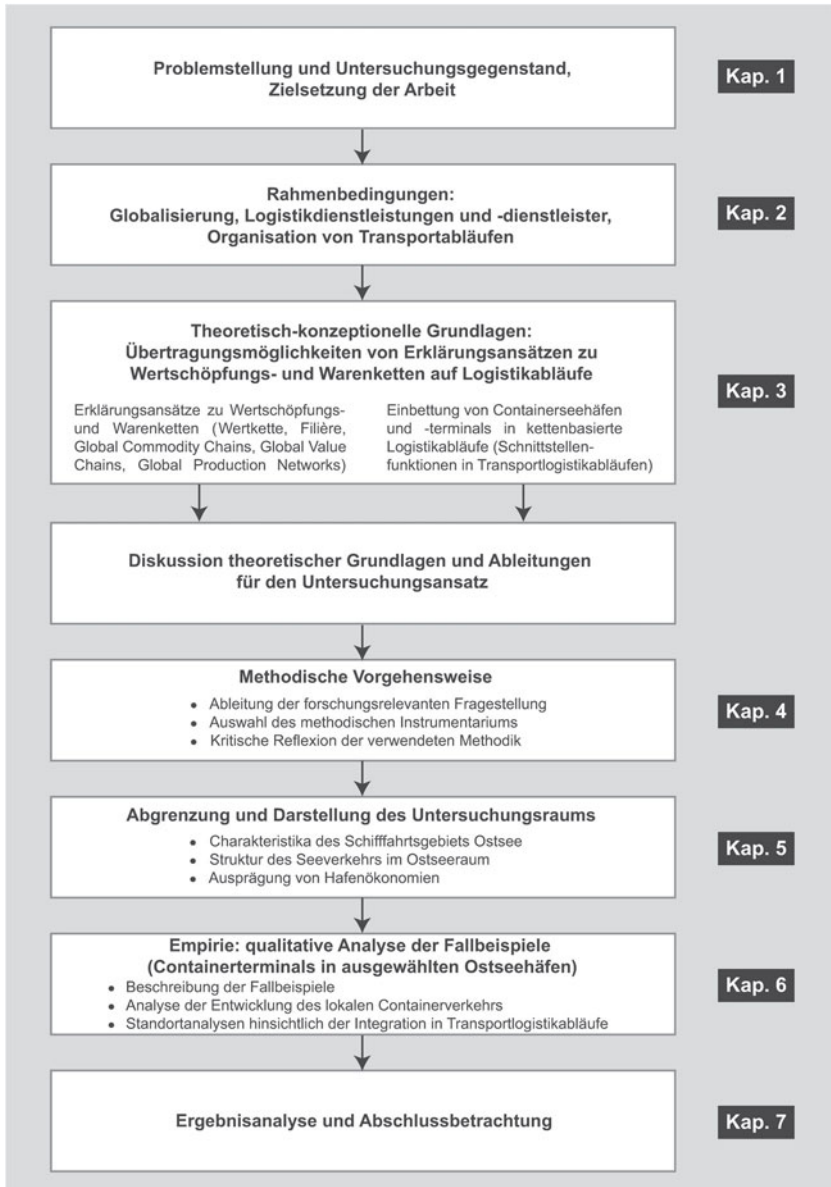 Problemstellung und Untersuchungsgegenstand,
Zielsetzung der Arbeit
Kap. 1
Rahmenbedingungen:
Globalisierung, Logistikdienstleistungen und -dienstleister,
Organisation von Transportabläufen
Kap. 2
Theoretisch-konzeptionelle Grundlagen:
Übertragungsmöglichkeiten von Erklärungsansätzen zu
Wertschöpfungs- und Warenketten auf Logistikabläufe
Kap. 3
Erklärungsansätze zu Wertschöpfungs-
und Warenketten (Wertkette, Filière,
Global Commodity Chains, Global Value
Chains, Global Production Networks)
Einbettung von Containerseehäfen
und -terminals in kettenbasierte
Logistikabläufe (Schnittstellen-
funktionen in Transportlogistikabläufen)
Diskussion theoretischer Grundlagen und Ableitungen
für den Untersuchungsansatz
Methodische Vorgehensweise
• Ableitung der forschungsrelevanten Fragestellung
• Auswahl des methodischen Instrumentariums
• Kritische Reflexion der verwendeten Methodik
Kap. 4
Abgrenzung und Darstellung des Untersuchungsraums
• Charakteristika des Schifffahrtsgebiets Ostsee
• Struktur des Seeverkehrs im Ostseeraum
• Ausprägung von Hafenökonomien
Kap. 5
Empirie: qualitative Analyse der Fallbeispiele
(Containerterminals in ausgewählten Ostseehäfen)
• Beschreibung der Fallbeispiele
• Analyse der Entwicklung des lokalen Containerverkehrs
• Standortanalysen hinsichtlich der Integration in Transportlogistikabläufe
Kap. 6
Ergebnisanalyse und Abschlussbetrachtung
Kap. 7